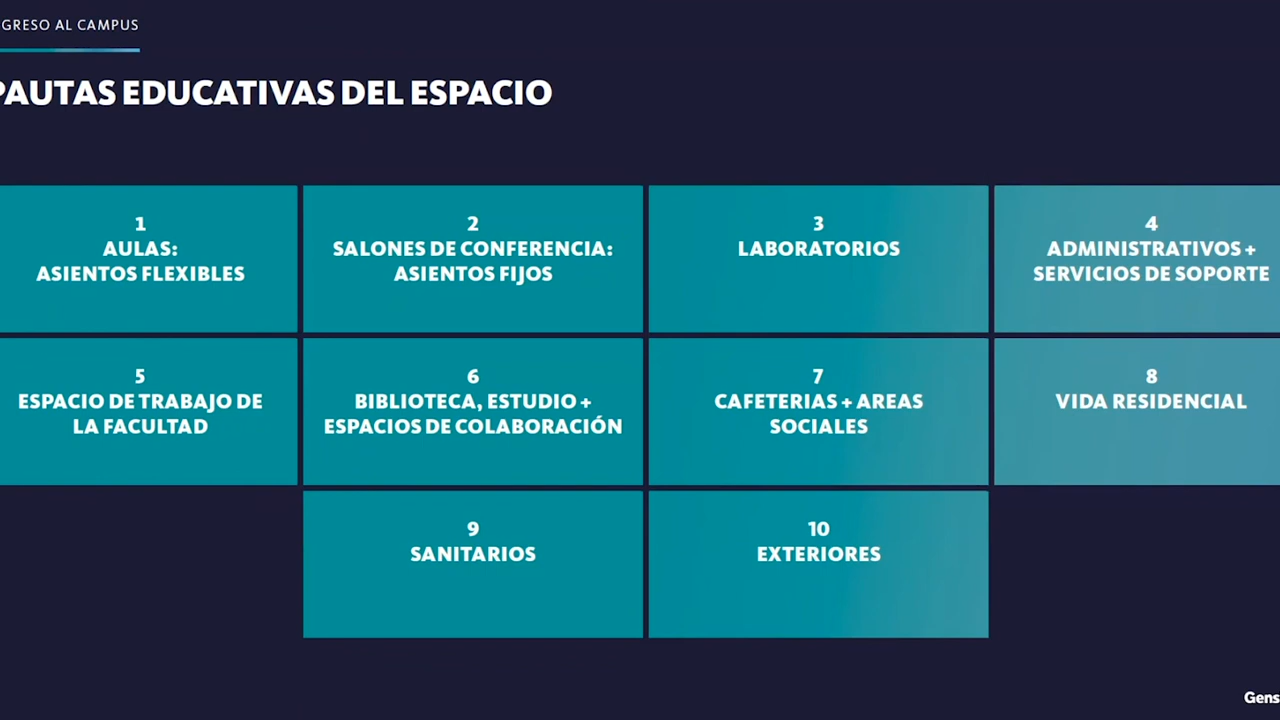 GRESO AL CAMPUS
PAUTAS EDUCATIVAS DEL ESPACIO
1
AULAS:
ASIENTOS FLEXIBLES
2
SALONES DE CONFERENCIA:
ASIENTOS FIJOS
3
LABORATORIOS
4
ADMINISTRATIVOS +
SERVICIOS DE SOPORTE
5
ESPACIO DE TRABAJO DE
LA FACULTAD
6
BIBLIOTECA, ESTUDIO +
ESPACIOS DE COLABORACIÓN
7
CAFETERIAS + AREAS
SOCIALES
8
VIDA RESIDENCIAL
9
SANITARIOS
10
EXTERIORES
Gens